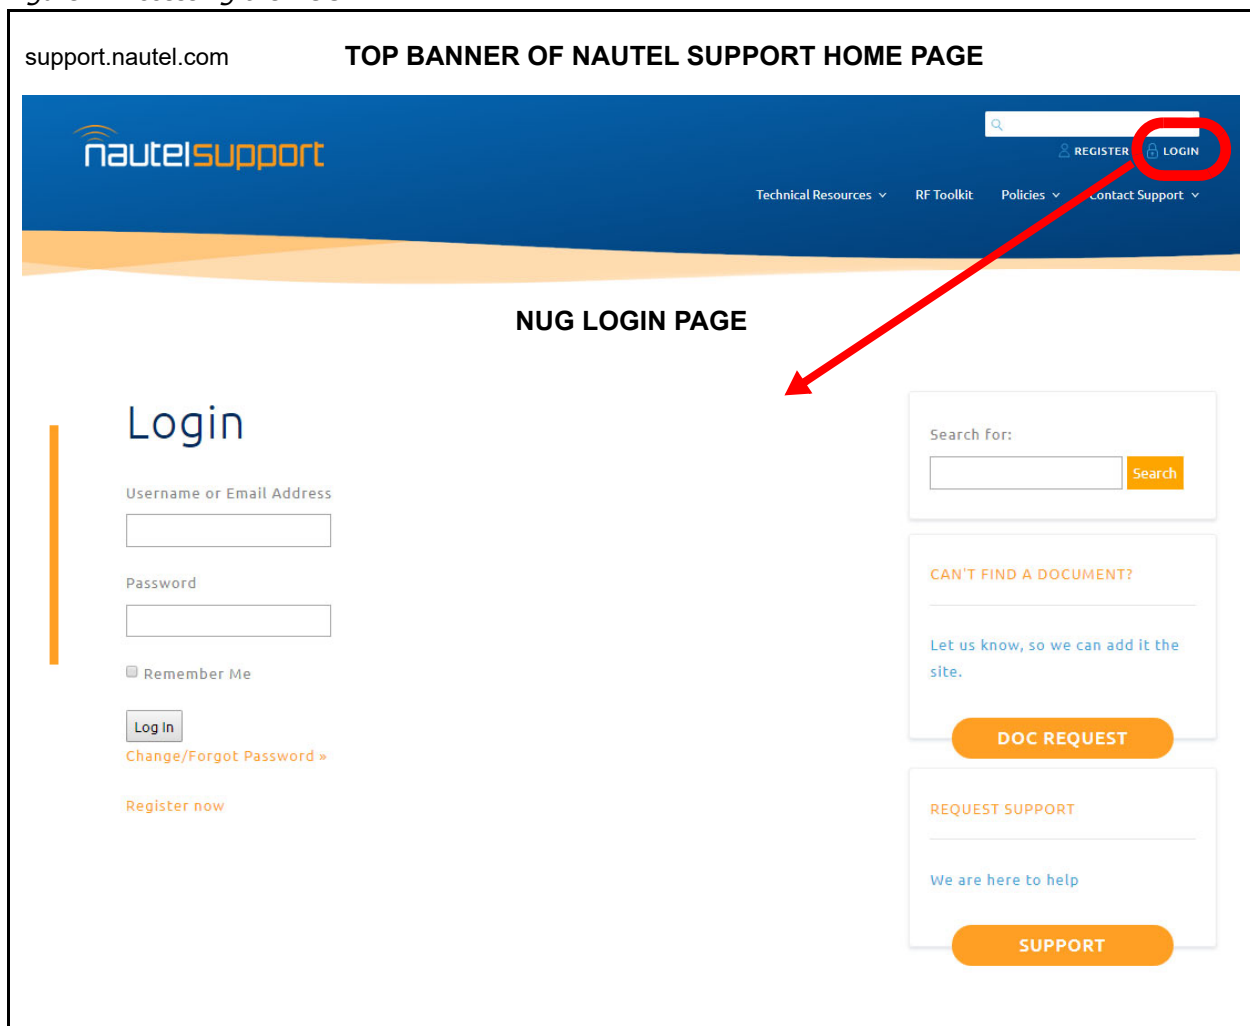 support.nautel.com
TOP BANNER OF NAUTEL SUPPORT HOME PAGE
nautelsupport
REGISTER
LOGIN
Technical Resources
RF Toolkit
Policies
Contact Support
NUG LOGIN PAGE
Login
Username or Email Address
Password
Remember Me
Log In
Change/Forgot Password »
Register now
Search for:
Search
CAN'T FIND A DOCUMENT?
Let us know, so we can add it the
site.
DOC REQUEST
REQUEST SUPPORT
We are here to help
SUPPORT